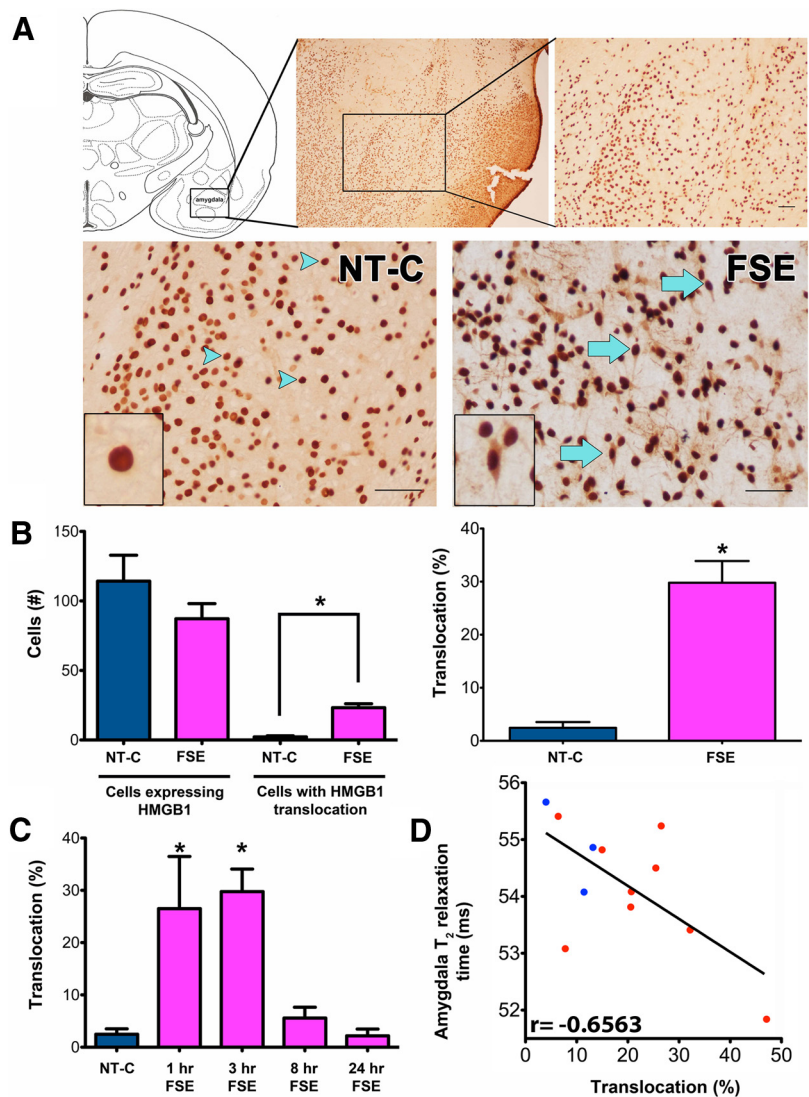 A
amygdala
NT-C
FSE
B
150
100
50
0
Cells (#)
*
NT-C
FSE
NT-C
FSE
Cells expressing
HMGB1
Cells with HMGB1
translocation
40
30
20
10
0
Translocation (%)
*
NT-C
FSE
C
40
30
20
10
0
Translocation (%)
*
*
NT-C
1 hr
FSE
3 hr
FSE
8 hr
FSE
24 hr
FSE
D
56
55
54
53
52
Amygdala T2 relaxation
time (ms)
r= -0.6563
0
10
20
30
40
50
Translocation (%)